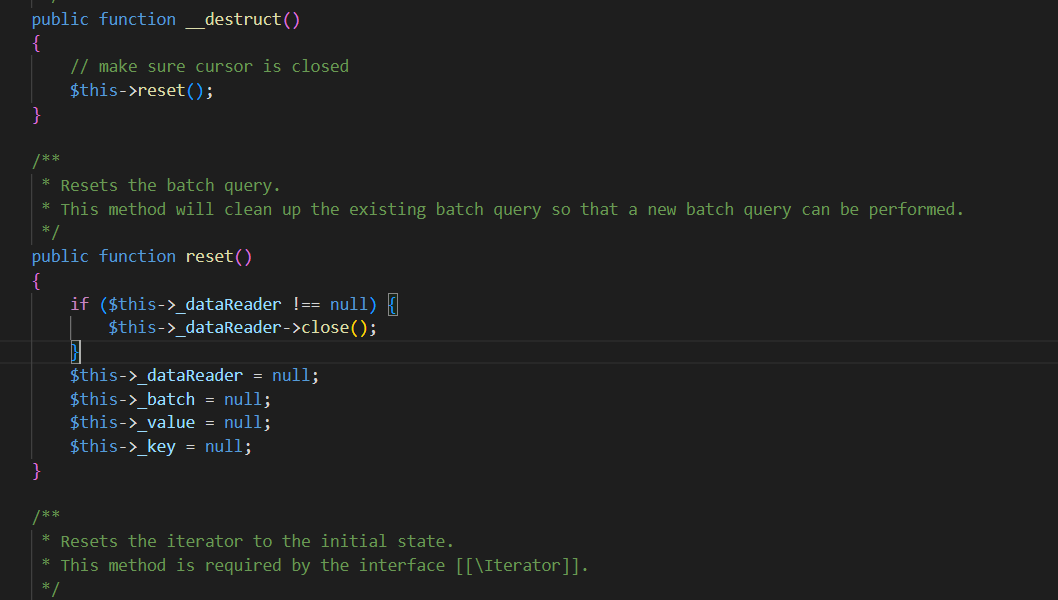 public function __destruct()
{
// make sure cursor is closed
$this->reset();
}
/**
* Resets the batch query.
* This method will clean up the existing batch query so that a new batch query can be performed.
*/
public function reset()
{
if ($this->_dataReader !== null) {
$this->_dataReader->close();
}
$this->_dataReader = null;
$this->_batch = null;
$this->_value = null;
$this->_key = null;
}
/**
* Resets the iterator to the initial state.
* This method is required by the interface [[\Iterator]].
*/